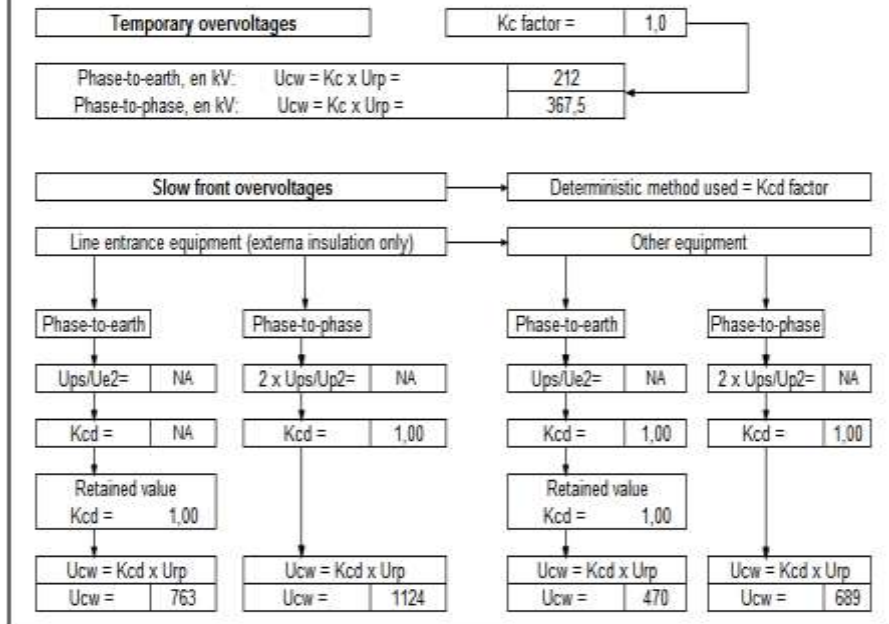 Temporary overvoltages Kc factor = 1,0
Phase-to-earth, en kV: Ucw = Kc x Urp = 212
Phase-to-phase, en kV: Ucw = Kc x Urp = 367,5
Slow front overvoltages Deterministic method used = Kcd factor
Line entrance equipment (externa insulation only) Other equipment
Phase-to-earth Phase-to-phase Phase-to-earth Phase-to-phase
Ups/Ue2= NA 2 x Ups/Up2= NA Ups/Ue2= NA 2 x Ups/Up2= NA
Kcd = NA Kcd = 1,00 Kcd = 1,00 Kcd = 1,00
Retained value Retained value
Kcd = 1,00 Kcd = 1,00
Ucw = Kcd x Urp Ucw = Kcd x Urp Ucw = Kcd x Urp Ucw = Kcd x Urp
Ucw = 763 Ucw = 1124 Ucw = 470 Ucw = 689